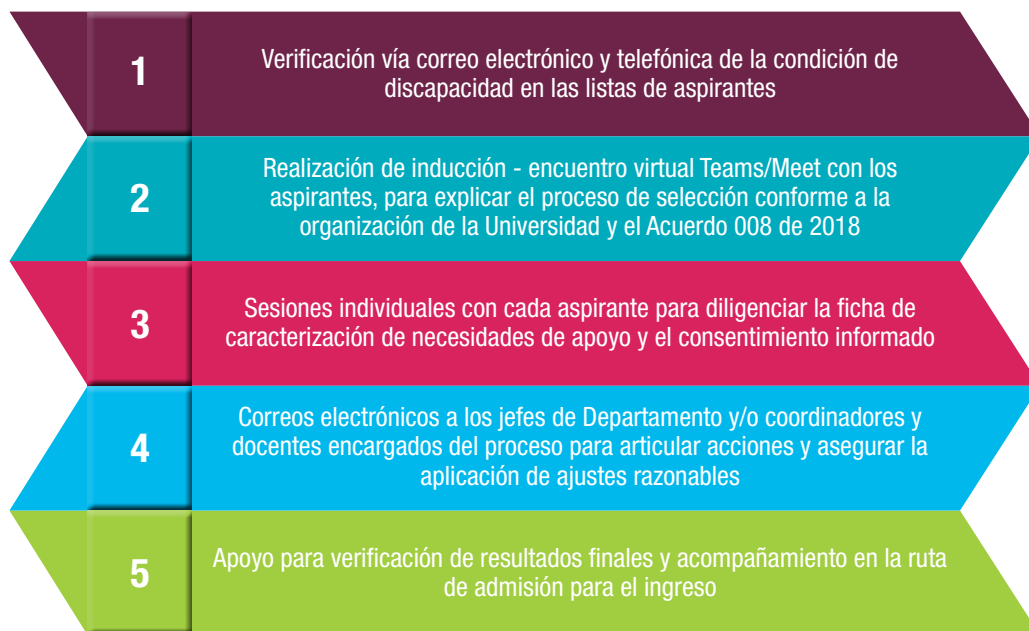 1
Verificación vía correo electrónico y telefónica de la condición de
discapacidad en las listas de aspirantes
2
Realización de inducción - encuentro virtual Teams/Meet con los
aspirantes, para explicar el proceso de selección conforme a la
organización de la Universidad y el Acuerdo 008 de 2018
3
Sesiones individuales con cada aspirante para diligenciar la ficha de
caracterización de necesidades de apoyo y el consentimiento informado
4
Correos electrónicos a los jefes de Departamento y/o coordinadores y
docentes encargados del proceso para articular acciones y asegurar la
aplicación de ajustes razonables
5
Apoyo para verificación de resultados finales y acompañamiento en la ruta
de admisión para el ingreso